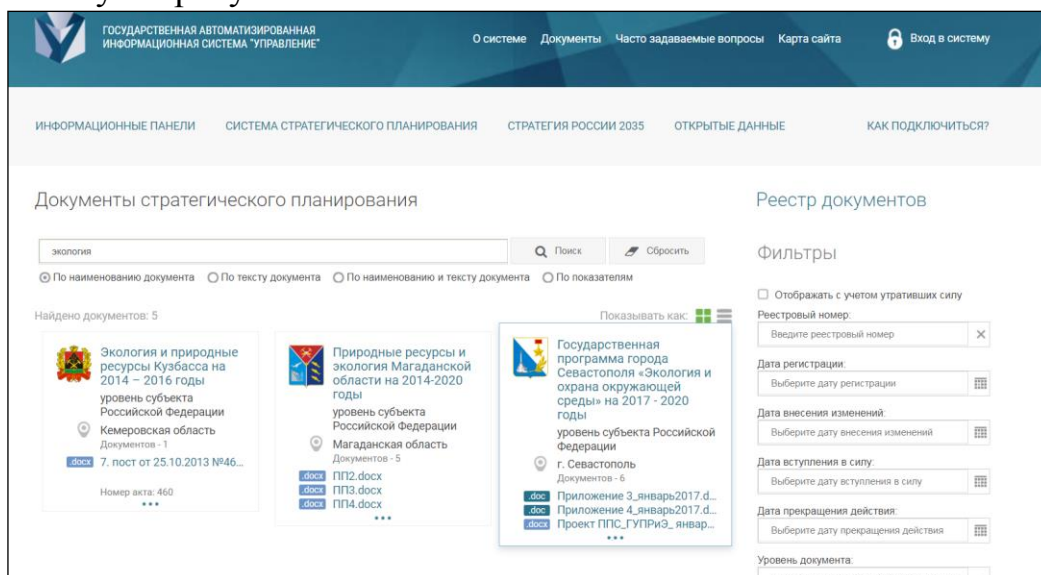 ГОСУДАРСТВЕННАЯ АВТОМАТИЗИРОВАННАЯ
ИНФОРМАЦИОННАЯ СИСТЕМА "УПРАВЛЕНИЕ"
О системе Документы Часто задаваемые вопросы Карта сайта Вход в систему
ИНФОРМАЦИОННЫЕ ПАНЕЛИ СИСТЕМА СТРАТЕГИЧЕСКОГО ПЛАНИРОВАНИЯ СТРАТЕГИЯ РОССИИ 2035 ОТКРЫТЫЕ ДАННЫЕ КАК ПОДКЛЮЧИТЬСЯ?
Документы стратегического планирования
экология Поиск Сбросить
По наименованию документа По тексту документа По наименованию и тексту документа По показателям
Найдено документов: 5 Показывать как:
Экология и природные
ресурсы Кузбасса на
2014 – 2016 годы
уровень субъекта
Российской Федерации
Кемеровская область
Документов - 1
.docx 7. пост от 25.10.2013 №46...
Номер акта: 460
Природные ресурсы и
экология Магаданской
области на 2014-2020
годы
уровень субъекта
Российской Федерации
Магаданская область
Документов - 5
.docx ПП2.docx
.docx ПП3.docx
.docx ПП4.docx
Государственная
программа города
Севастополя «Экология и
охрана окружающей
среды» на 2017 - 2020
годы
уровень субъекта Российской
Федерации
г. Севастополь
Документов - 6
.doc Приложение 3_январь2017.d...
.doc Приложение 4_январь2017.d...
.docx Проект ППС_ГУПРиЭ_ январ...
Реестр документов
Фильтры
Отображать с учетом утративших силу
Реестровый номер:
Введите реестровый номер
Дата регистрации:
Выберите дату регистрации
Дата внесения изменений:
Выберите дату внесения изменений
Дата вступления в силу:
Выберите дату вступления в силу
Дата прекращения действия:
Выберите дату прекращения действия
Уровень документа: